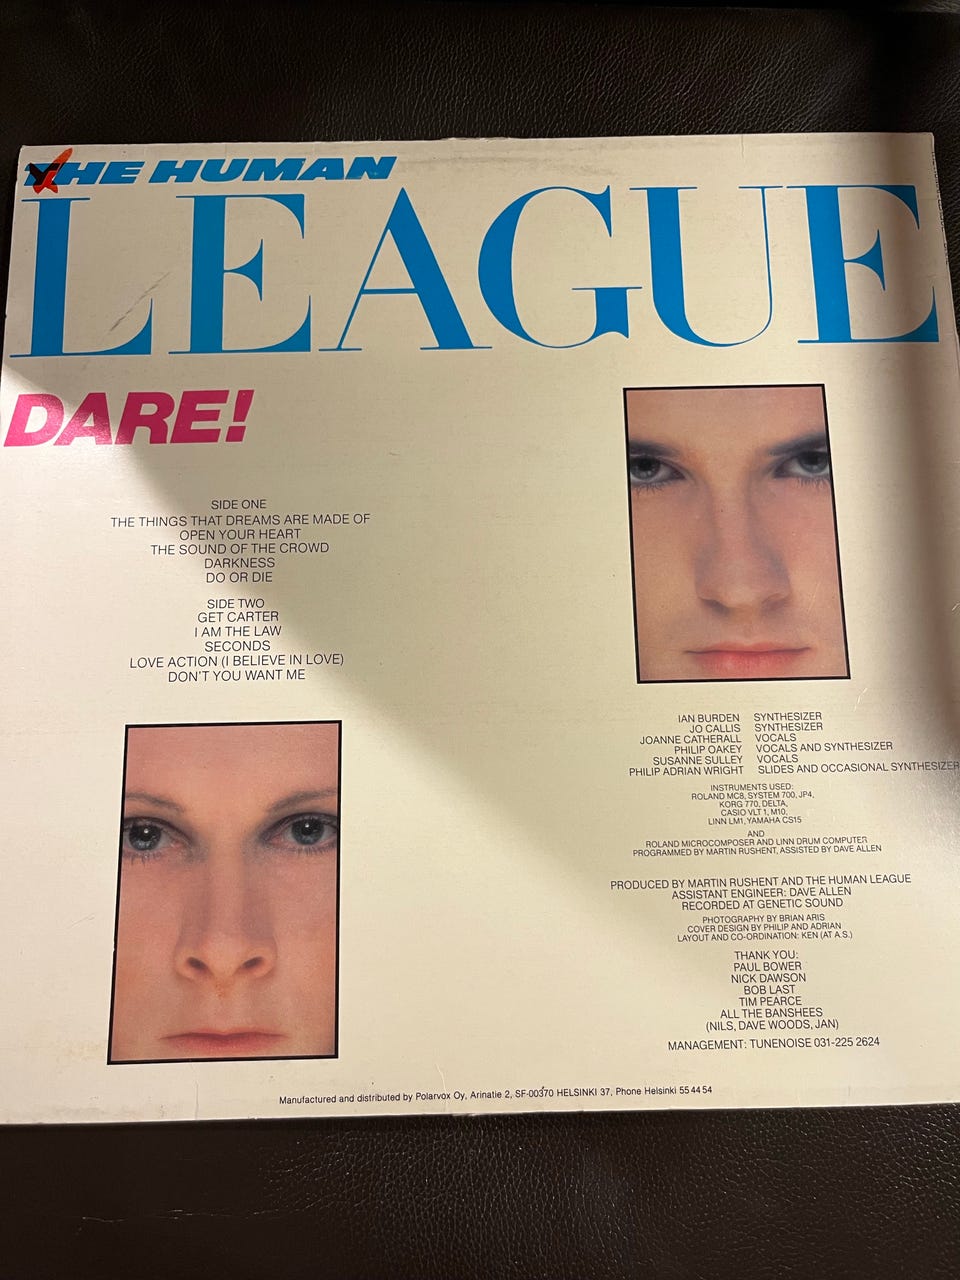 THE HUMAN
LEAGUE
DARE!
SIDE ONE
THE THINGS THAT DREAMS ARE MADE OF
OPEN YOUR HEART
THE SOUND OF THE CROWD
DARKNESS
DO OR DIE
SIDE TWO
GET CARTER
I AM THE LAW
SECONDS
LOVE ACTION (I BELIEVE IN LOVE)
DON'T YOU WANT ME
IAN BURDEN SYNTHESIZER
JO CALLIS SYNTHESIZER
JOANNE CATHERALL VOCALS
PHILIP OAKEY VOCALS AND SYNTHESIZER
SUSANNE SULLEY VOCALS
PHILIP ADRIAN WRIGHT SLIDES AND OCCASIONAL SYNTHESIZER
INSTRUMENTS USED:
ROLAND MC8, SYSTEM 700, JP4,
KORG 770, DELTA,
CASIO VLT 1, M10,
LINN LM1, YAMAHA CS15
AND
ROLAND MICROCOMPOSER AND LINN DRUM COMPUTER
PROGRAMMED BY MARTIN RUSHENT, ASSISTED BY DAVE ALLEN
PRODUCED BY MARTIN RUSHENT AND THE HUMAN LEAGUE
ASSISTANT ENGINEER: DAVE ALLEN
RECORDED AT GENETIC SOUND
PHOTOGRAPHY BY BRIAN ARIS
COVER DESIGN BY PHILIP AND ADRIAN
LAYOUT AND CO-ORDINATION: KEN (AT A.S.)
THANK YOU:
PAUL BOWER
NICK DAWSON
BOB LAST
TIM PEARCE
ALL THE BANSHEES
(NILS, DAVE WOODS, JAN)
MANAGEMENT: TUNENOISE 031-225 2624
Manufactured and distributed by Polarvox Oy, Arinatie 2, SF-00370 HELSINKI 37, Phone Helsinki 55 44 54